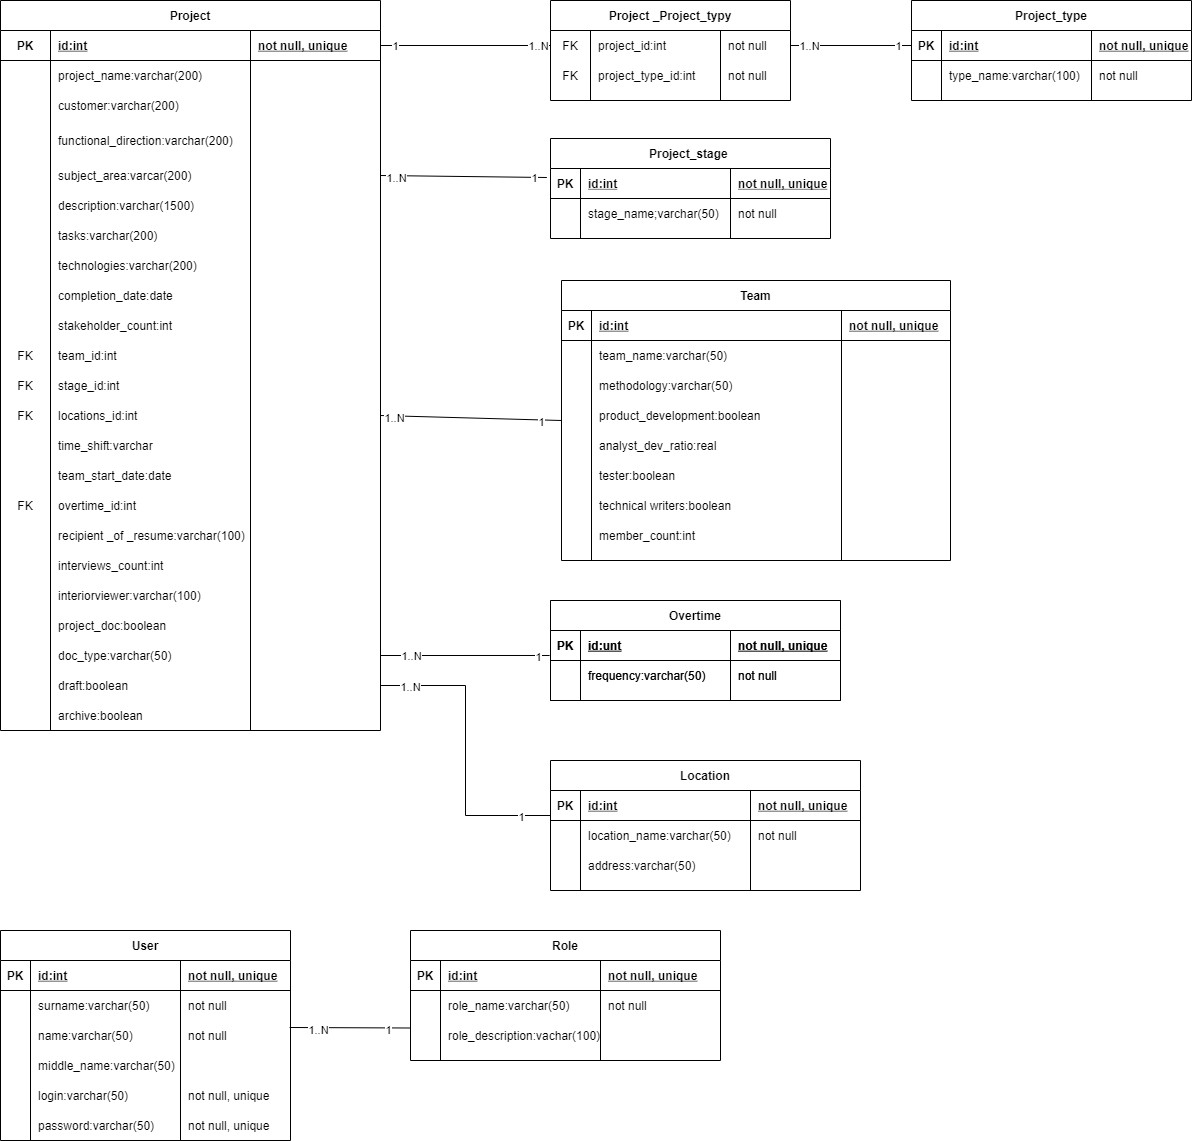 Project
PK id:int not null, unique
project_name:varchar(200)
customer:varchar(200)
functional_direction:varchar(200)
subject_area:varcar(200)
description:varchar(1500)
tasks:varchar(200)
technologies:varchar(200)
completion_date:date
stakeholder_count:int
FK team_id:int
FK stage_id:int
FK locations_id:int
time_shift:varchar
team_start_date:date
FK overtime_id:int
recipient _of _resume:varchar(100)
interviews_count:int
interiorviewer:varchar(100)
project_doc:boolean
doc_type:varchar(50)
draft:boolean
archive:boolean
1 1..N
Project _Project_typy
FK project_id:int not null
FK project_type_id:int not null
1..N 1
Project_type
PK id:int not null, unique
type_name:varchar(100) not null
1..N 1
Project_stage
PK id:int not null, unique
stage_name;varchar(50) not null
1..N 1
Team
PK id:int not null, unique
team_name:varchar(50)
methodology:varchar(50)
product_development:boolean
analyst_dev_ratio:real
tester:boolean
technical writers:boolean
member_count:int
1..N 1
Overtime
PK id:unt not null, unique
frequency:varchar(50) not null
1..N 1
Location
PK id:int not null, unique
location_name:varchar(50) not null
address:varchar(50)
User
PK id:int not null, unique
surname:varchar(50) not null
name:varchar(50) not null
middle_name:varchar(50)
login:varchar(50) not null, unique
password:varchar(50) not null, unique
1..N 1
Role
PK id:int not null, unique
role_name:varchar(50) not null
role_description:vachar(100)